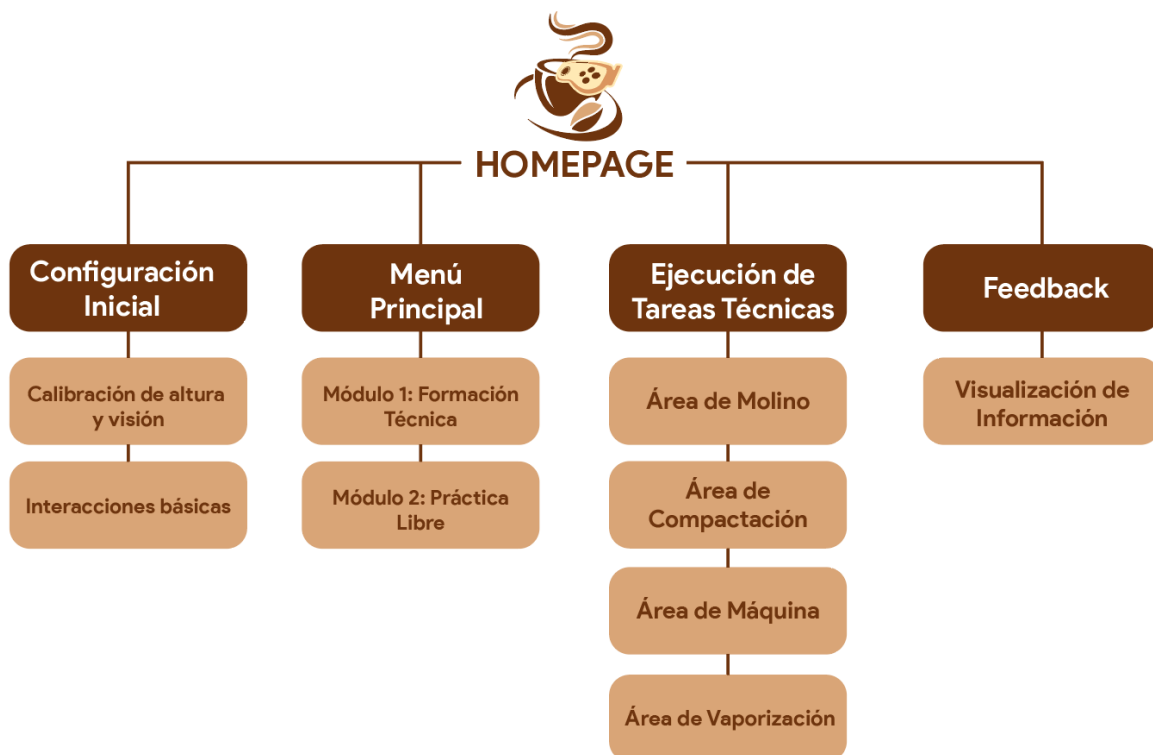 HOMEPAGE
Configuración
Inicial
Calibración de altura
y visión
Interacciones básicas
Menú
Principal
Módulo 1: Formación
Técnica
Módulo 2: Práctica
Libre
Ejecución de
Tareas Técnicas
Área de Molino
Área de
Compactación
Área de Máquina
Área de Vaporización
Feedback
Visualización de
Información